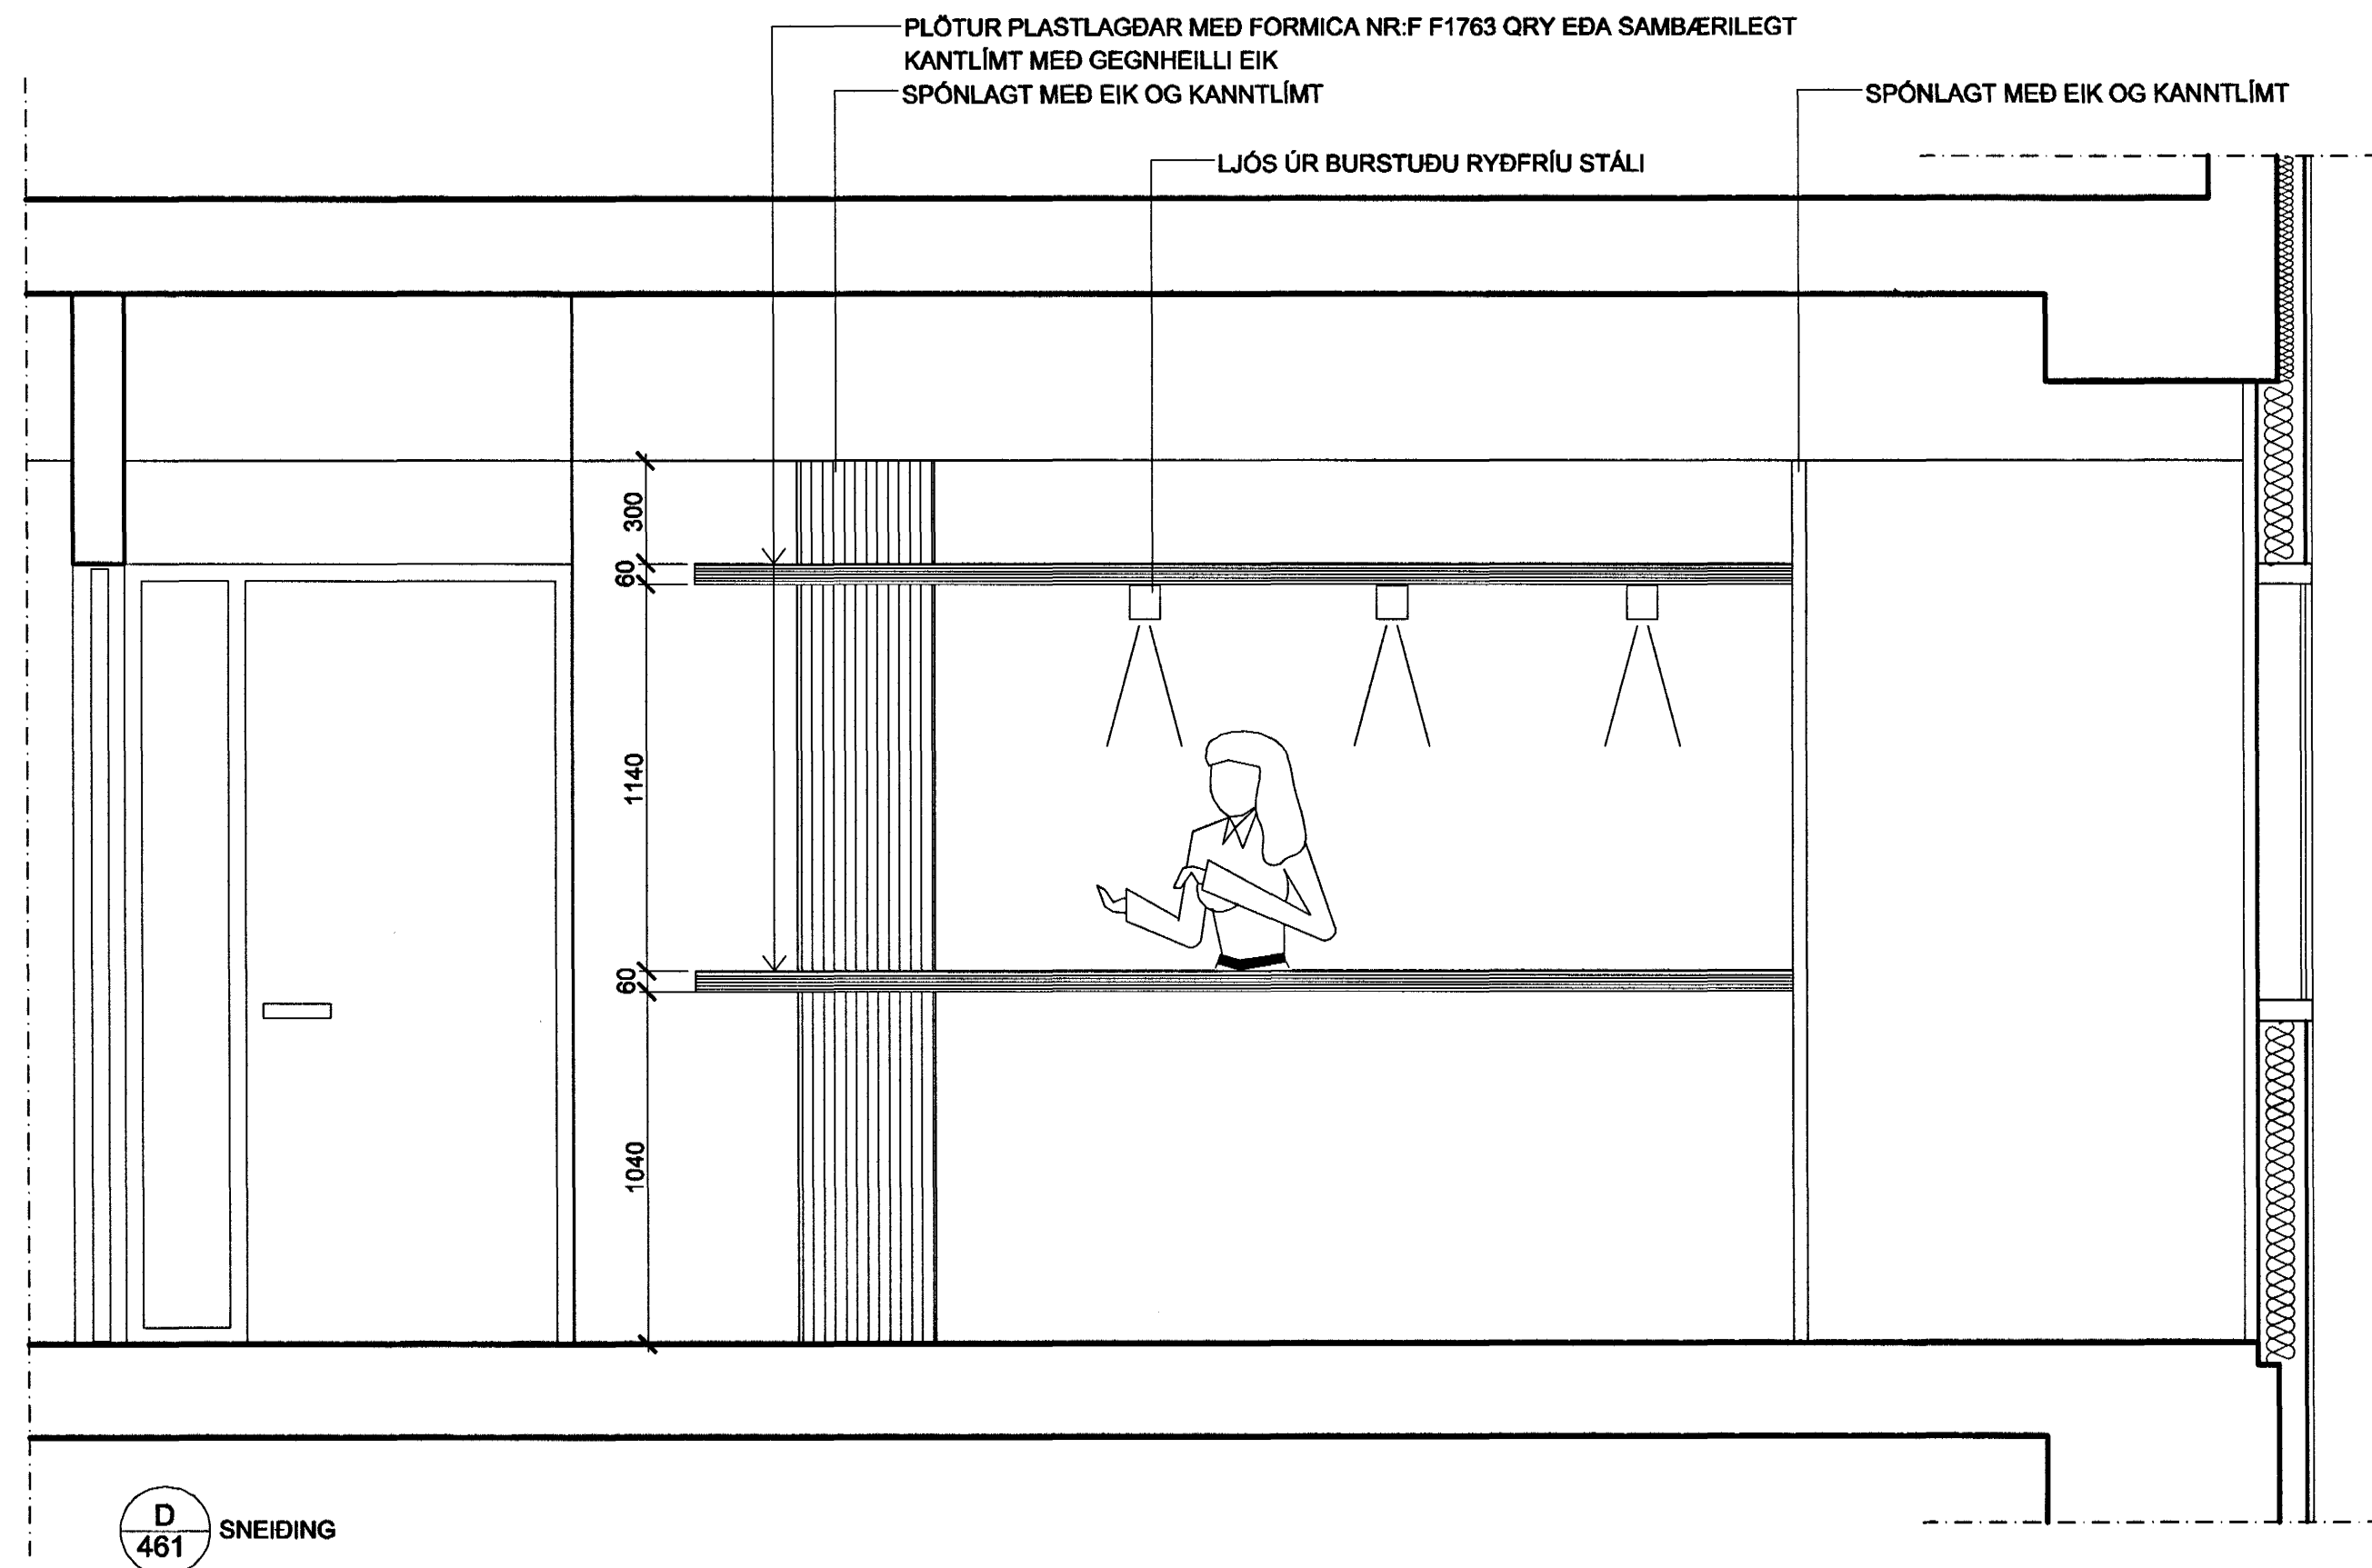 PLÖTUR PLASTLAGÐAR MEÐ FORMICA NR:F F1763 QRY EÐA SAMBÆRILEGT
KANTLÍMT MEÐ GEGNHEILLI EIK
SPÓNLAGT MEÐ EIK OG KANNTLÍMT
SPÓNLAGT MEÐ EIK OG KANNTLÍMT
LJÓS ÚR BURSTUÐU RYÐFRÍU STÁLI
300
60
1140
60
1040
D
461
SNEIÐING